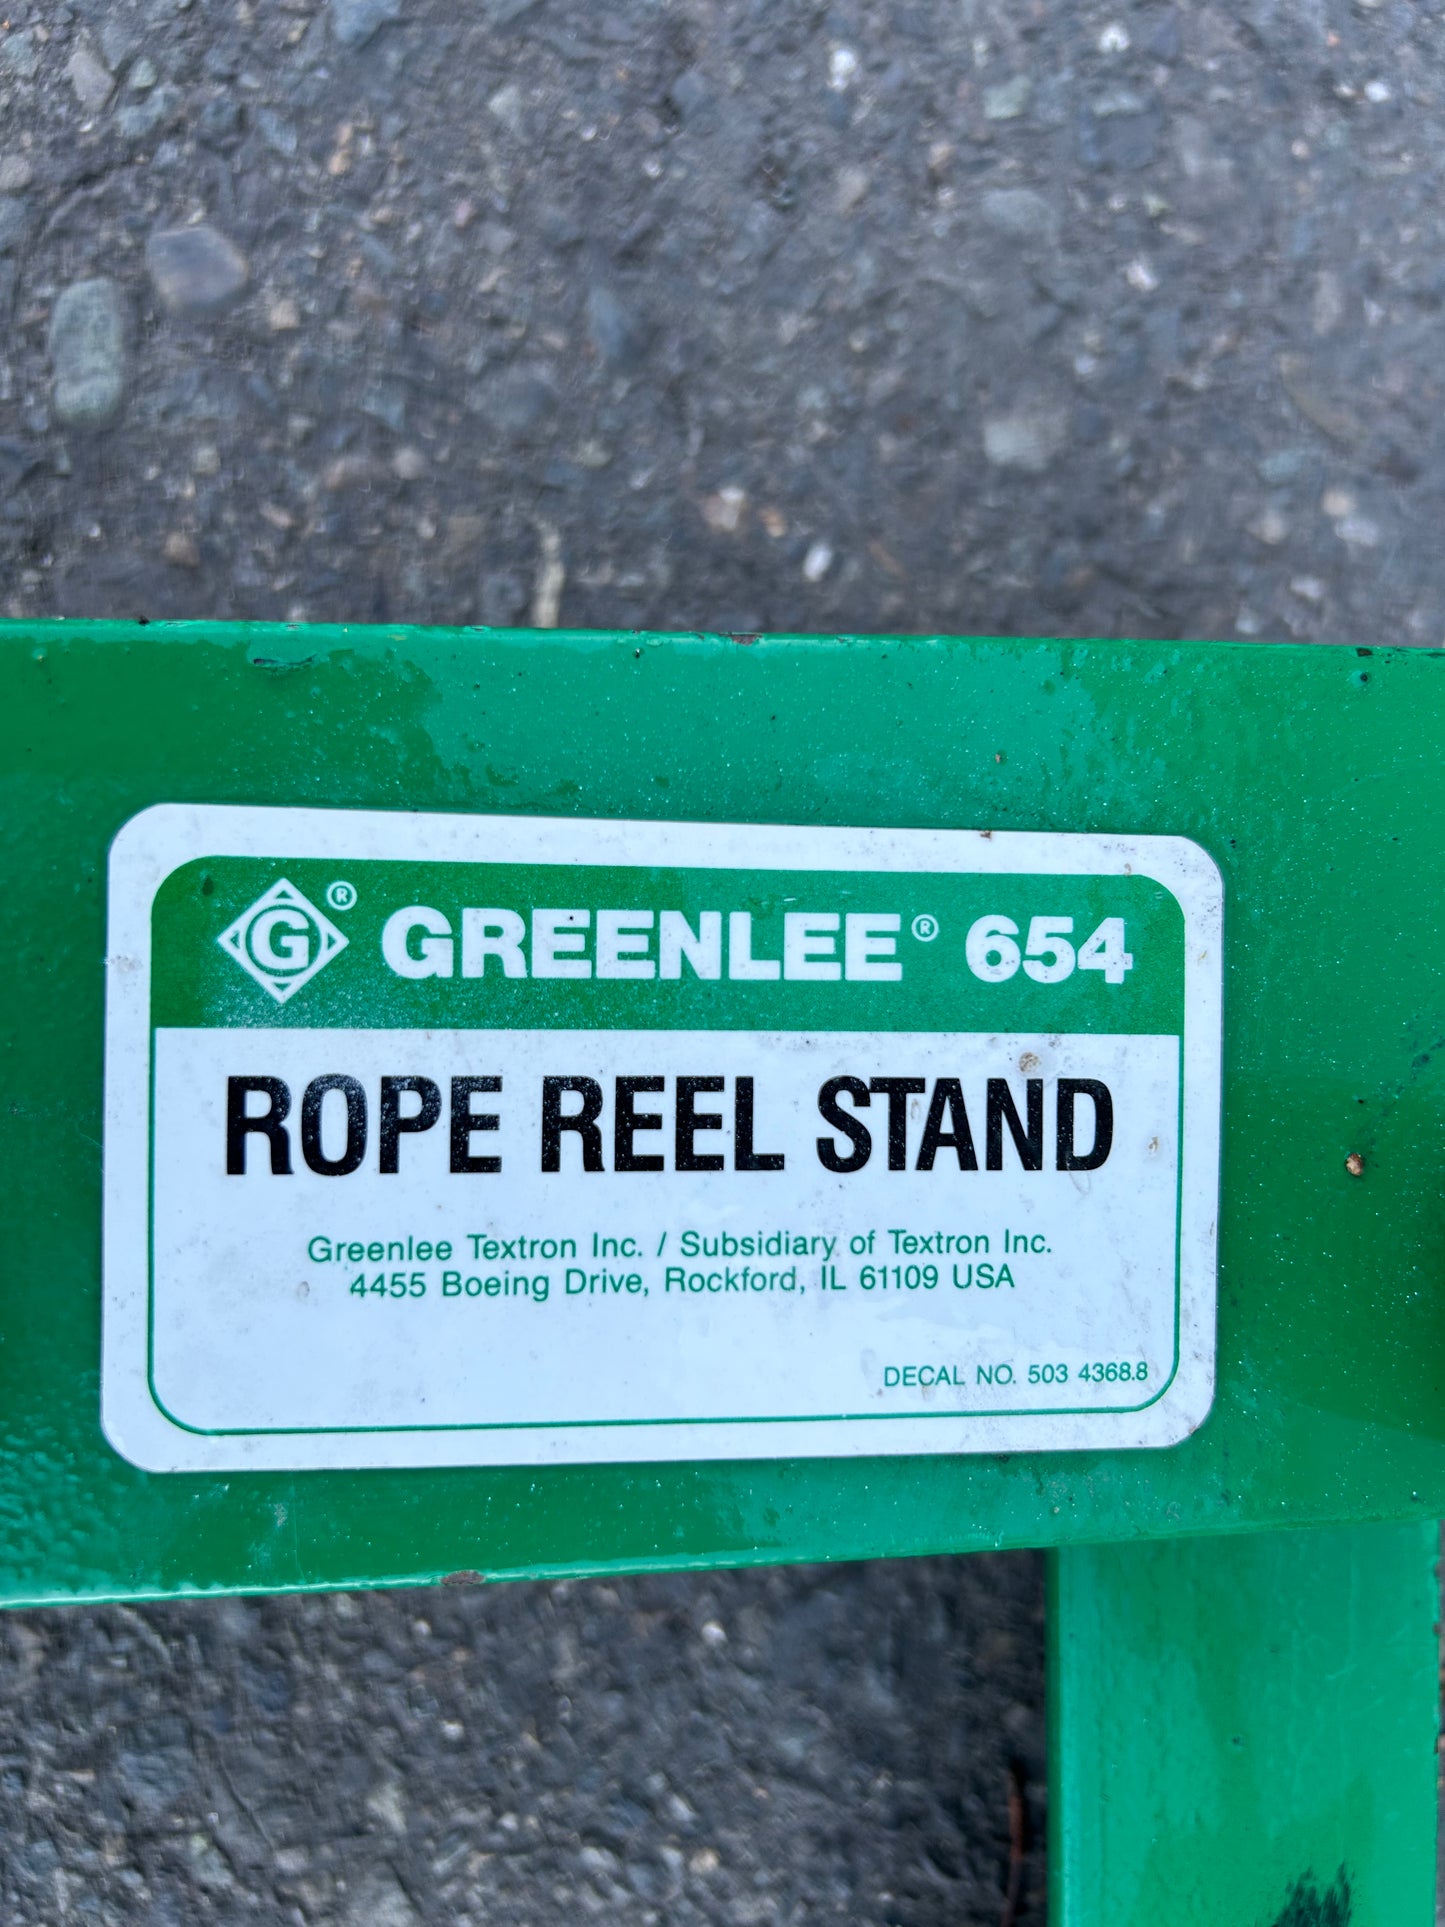 G® GREENLEE® 654
ROPE REEL STAND
Greenlee Textron Inc. / Subsidiary of Textron Inc.
4455 Boeing Drive, Rockford, IL 61109 USA
DECAL NO. 503 4368.8